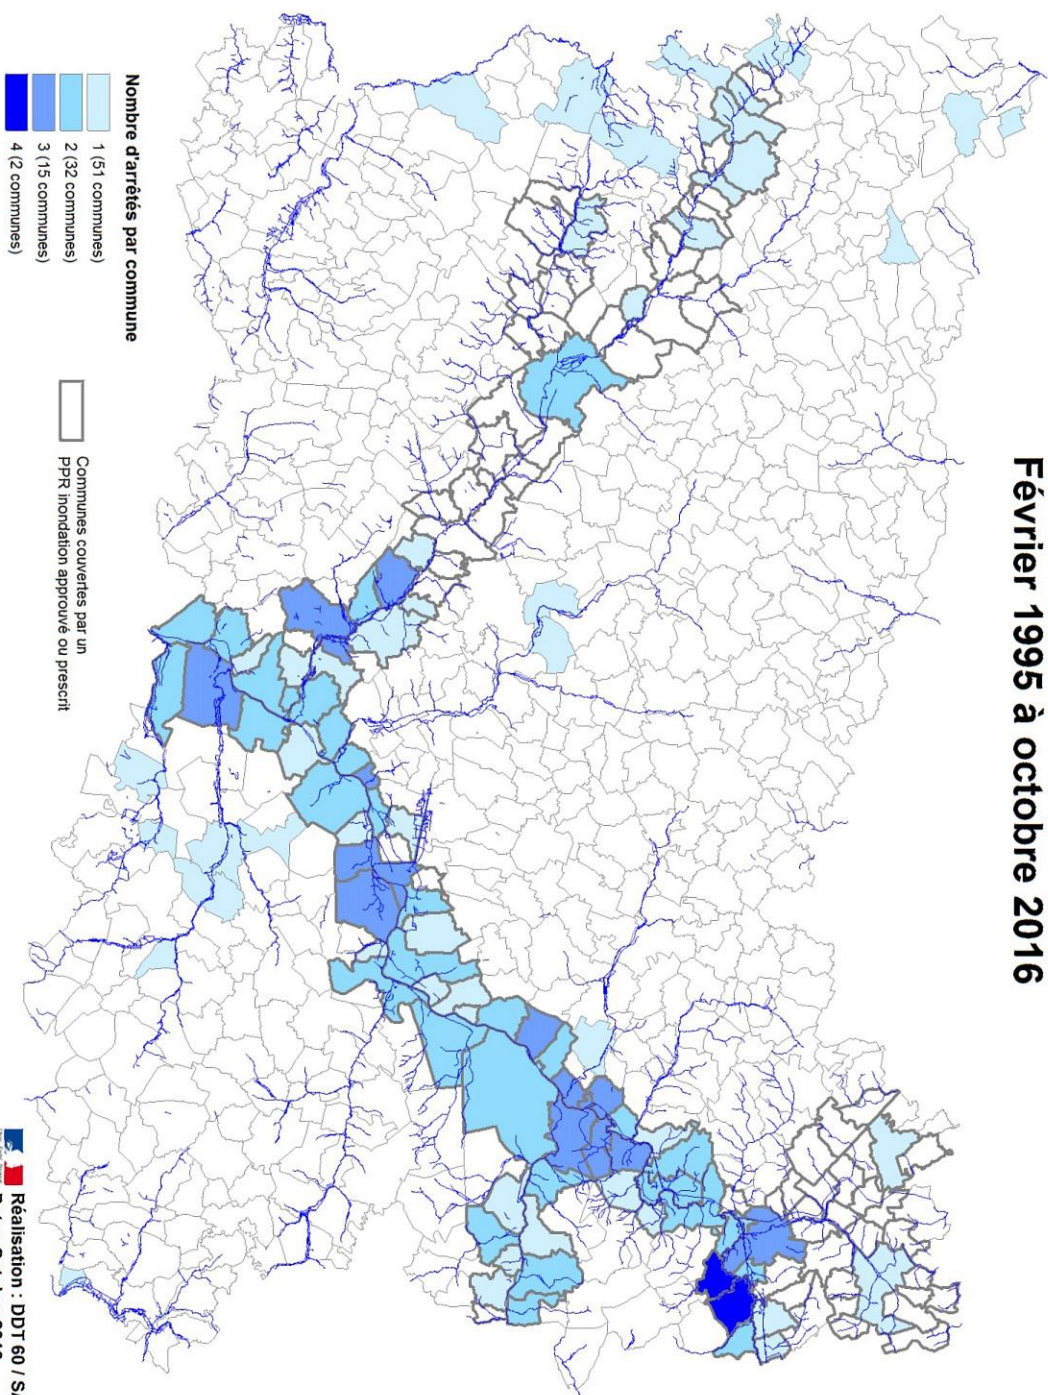 Février 1995 à octobre 2016
Nombre d'arrêtés par commune
1 (51 communes)
2 (32 communes)
3 (15 communes)
4 (2 communes)
Communes couvertes par un
PPR inondation approuvé ou prescrit
Réalisation : DDT 60 /